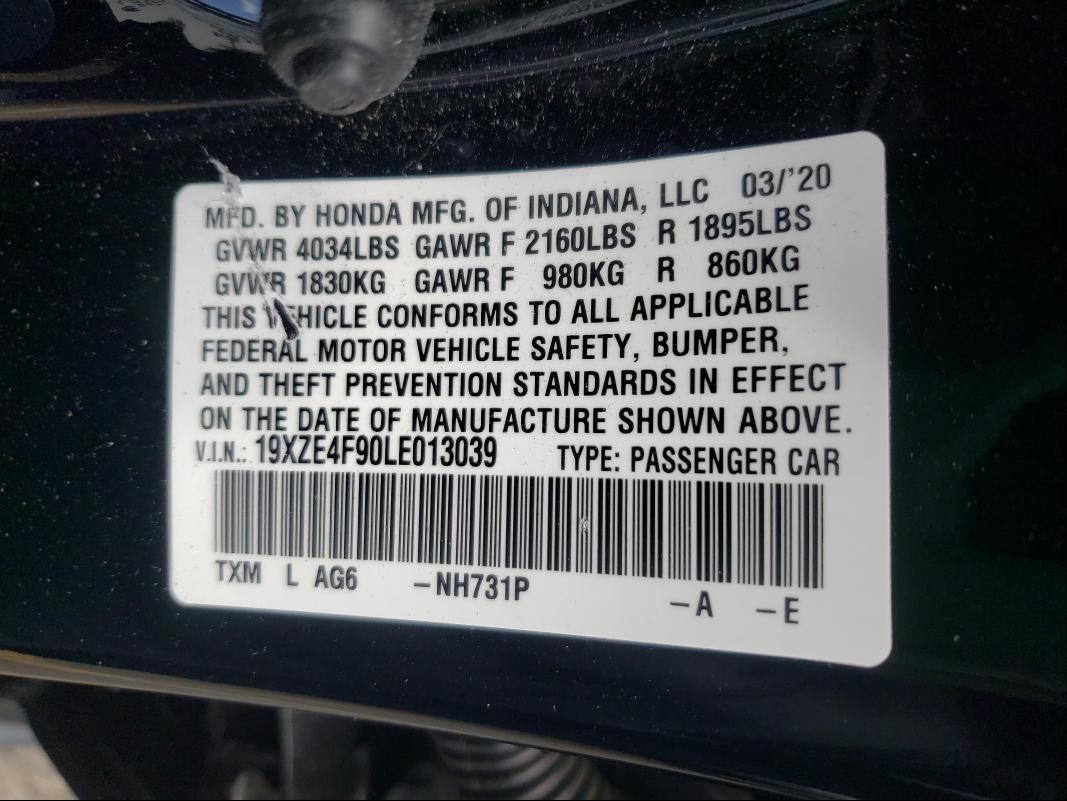 MFD. BY HONDA MFG. OF INDIANA, LLC 03/'20
GVWR 4034LBS GAWR F 2160LBS R 1895LBS
GVWR 1830KG GAWR F 980KG R 860KG
THIS VEHICLE CONFORMS TO ALL APPLICABLE
FEDERAL MOTOR VEHICLE SAFETY, BUMPER,
AND THEFT PREVENTION STANDARDS IN EFFECT
ON THE DATE OF MANUFACTURE SHOWN ABOVE.
V.I.N.: 19XZE4F90LE013039 TYPE: PASSENGER CAR
TXM L AG6 –NH731P –A –E